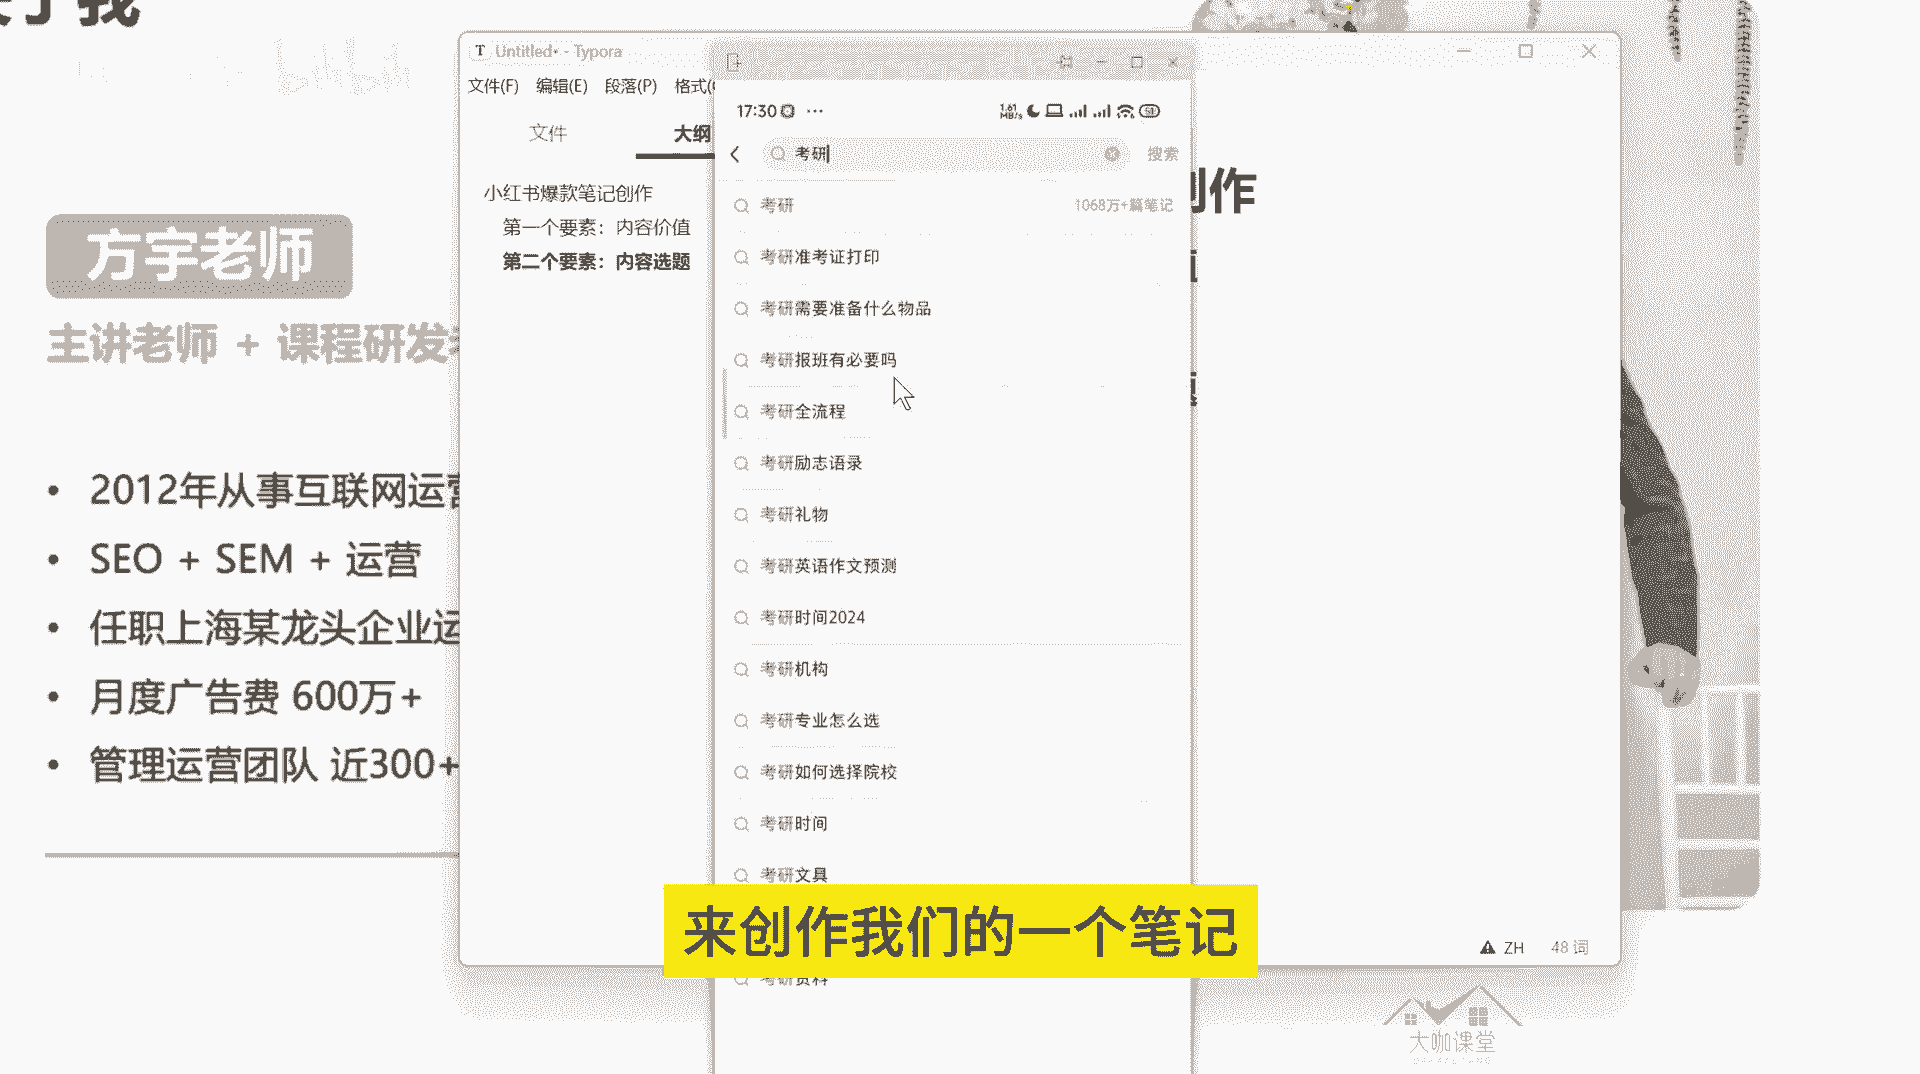 我
bilibili
方宇老师
主讲老师 + 课程研发
• 2012年从事互联网运营
• SEO + SEM + 运营
• 任职上海某龙头企业运
• 月度广告费 600万+
• 管理运营团队 近300+
Untitled• - Typora
文件(F) 编辑(E) 段落(P) 格式(
文件 大纲
小红书爆款笔记创作
第一个要素：内容价值
第二个要素：内容选题
17:30 ···
1.61 MB/s
考研 搜索
考研 1068万+篇笔记
考研准考证打印
考研需要准备什么物品
考研报班有必要吗
考研全流程
考研励志语录
考研礼物
考研英语作文预测
考研时间2024
考研机构
考研专业怎么选
考研如何选择院校
考研时间
考研文具
考研资料
创作
来创作我们的一个笔记
ZH 48 词
大咖课堂